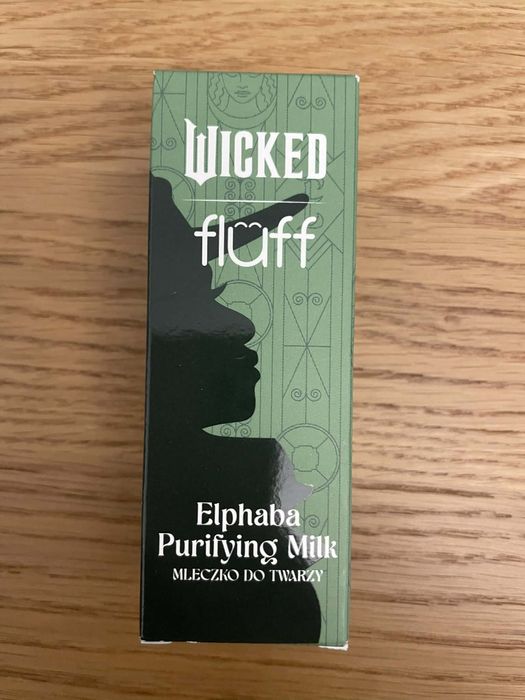 WICKED
fluff
Elphaba
Purifying Milk
MLECZKO DO TWARZY